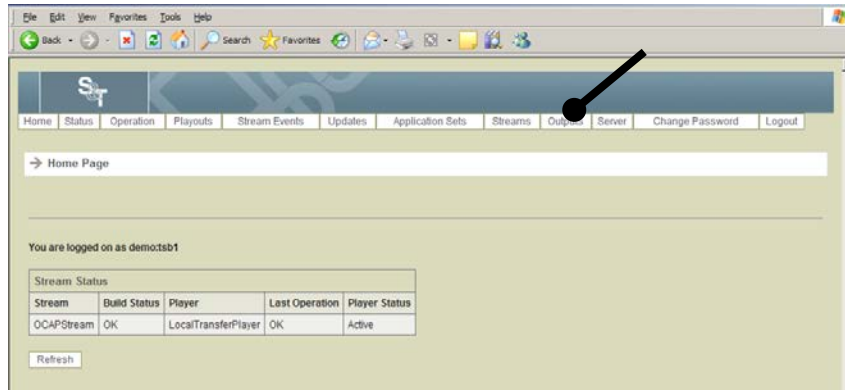 File Edit View Favorites Tools Help
Back Search Favorites
S&T
Home Status Operation Playouts Stream Events Updates Application Sets Streams Outputs Server Change Password Logout
Home Page
You are logged on as demo:tsb1
Stream Status
Stream Build Status Player Last Operation Player Status
OCAPStream OK LocalTransferPlayer OK Active
Refresh